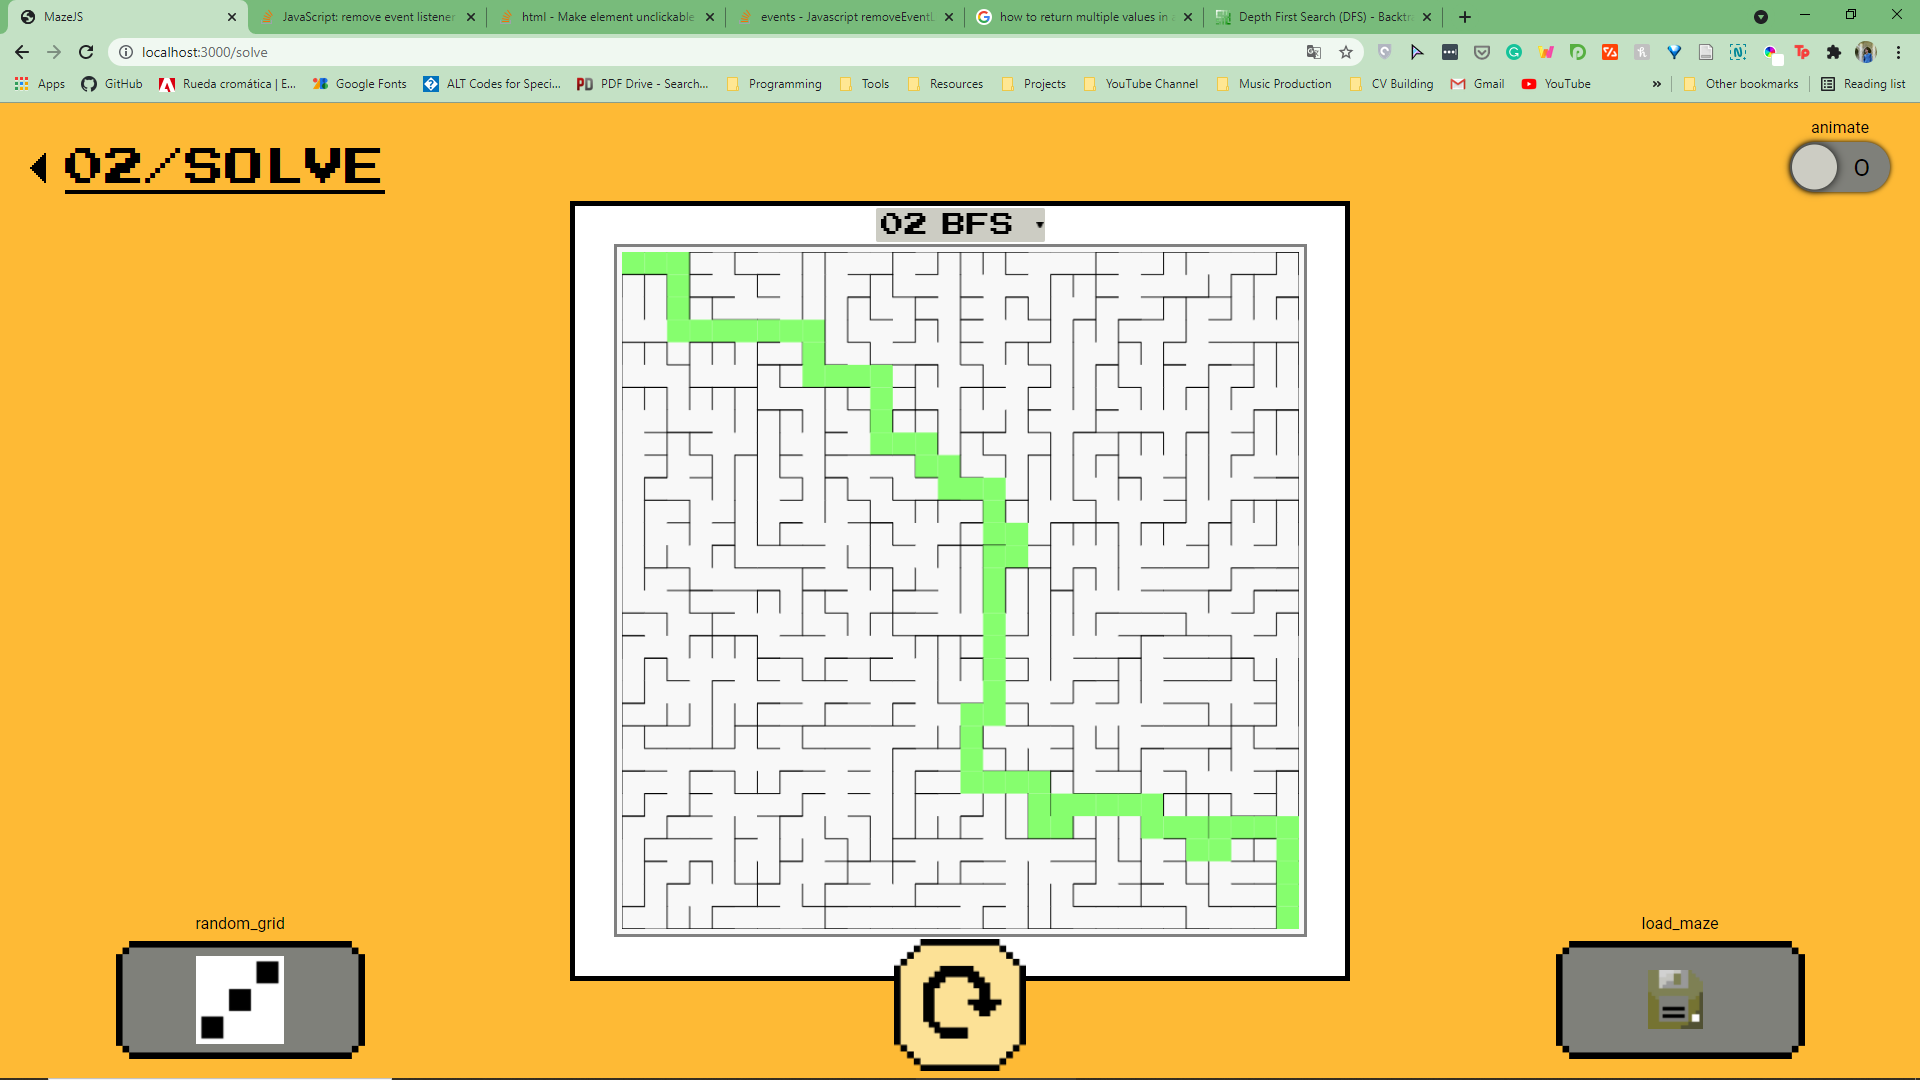 MazeJS
JavaScript: remove event listener
html - Make element unclickable
events - Javascript removeEventL
how to return multiple values in
Depth First Search (DFS) - Backtr
localhost:3000/solve
Apps
GitHub
Rueda cromática | E...
Google Fonts
ALT Codes for Speci...
PD
PDF Drive - Search...
Programming
Tools
Resources
Projects
YouTube Channel
Music Production
CV Building
Gmail
YouTube
»
Other bookmarks
Reading list
02/SOLVE
animate
O
02 BFS
random_grid
load_maze